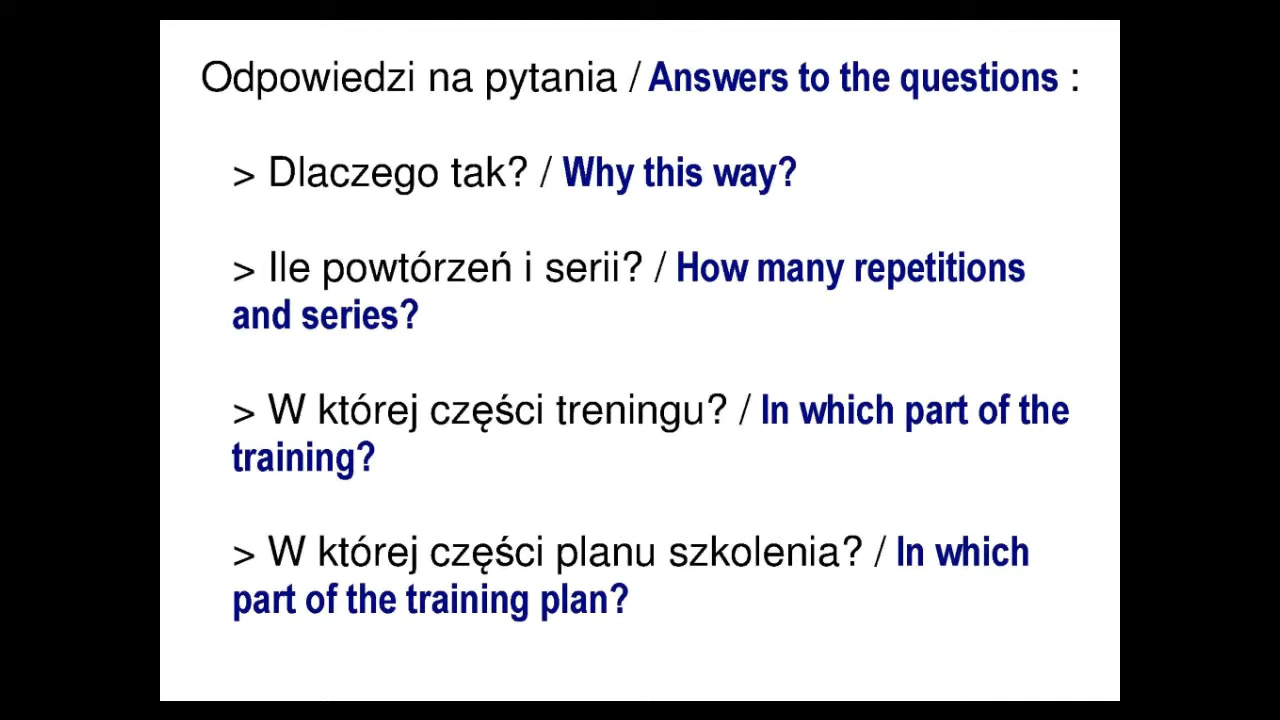 Odpowiedzi na pytania / Answers to the questions :
> Dlaczego tak? / Why this way?
> Ile powtórzeń i serii? / How many repetitions
and series?
> W której części treningu? / In which part of the
training?
> W której części planu szkolenia? / In which
part of the training plan?